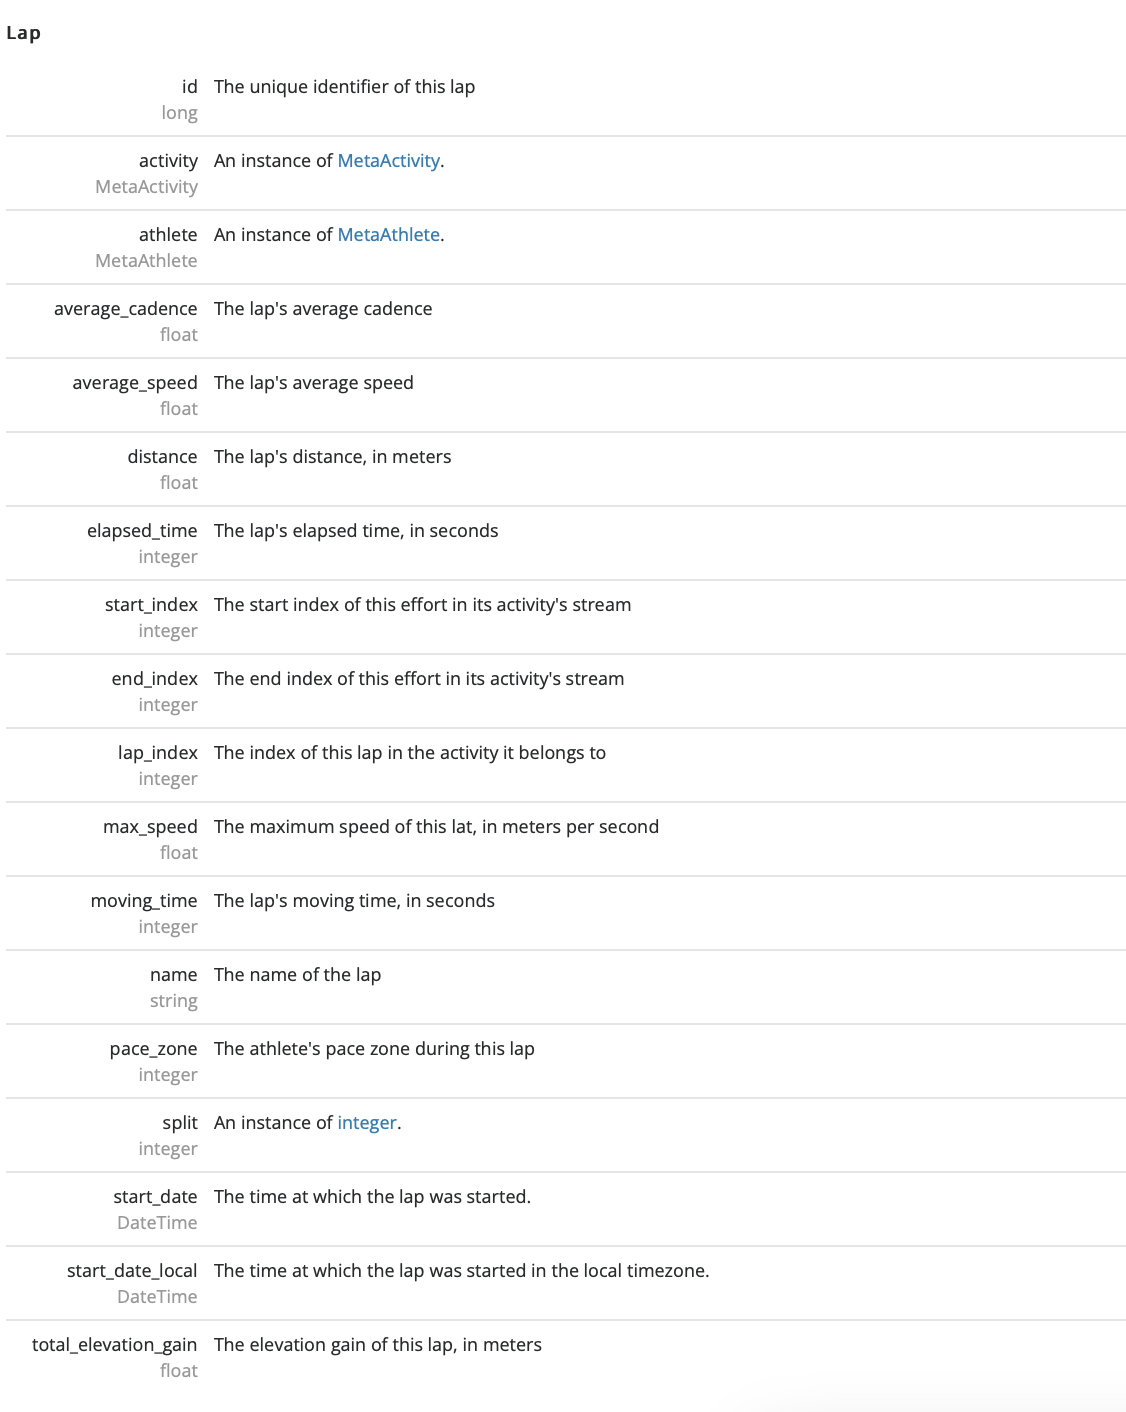 Lap
id The unique identifier of this lap
long
activity An instance of MetaActivity.
MetaActivity
athlete An instance of MetaAthlete.
MetaAthlete
average_cadence The lap's average cadence
float
average_speed The lap's average speed
float
distance The lap's distance, in meters
float
elapsed_time The lap's elapsed time, in seconds
integer
start_index The start index of this effort in its activity's stream
integer
end_index The end index of this effort in its activity's stream
integer
lap_index The index of this lap in the activity it belongs to
integer
max_speed The maximum speed of this lat, in meters per second
float
moving_time The lap's moving time, in seconds
integer
name The name of the lap
string
pace_zone The athlete's pace zone during this lap
integer
split An instance of integer.
integer
start_date The time at which the lap was started.
DateTime
start_date_local The time at which the lap was started in the local timezone.
DateTime
total_elevation_gain The elevation gain of this lap, in meters
float